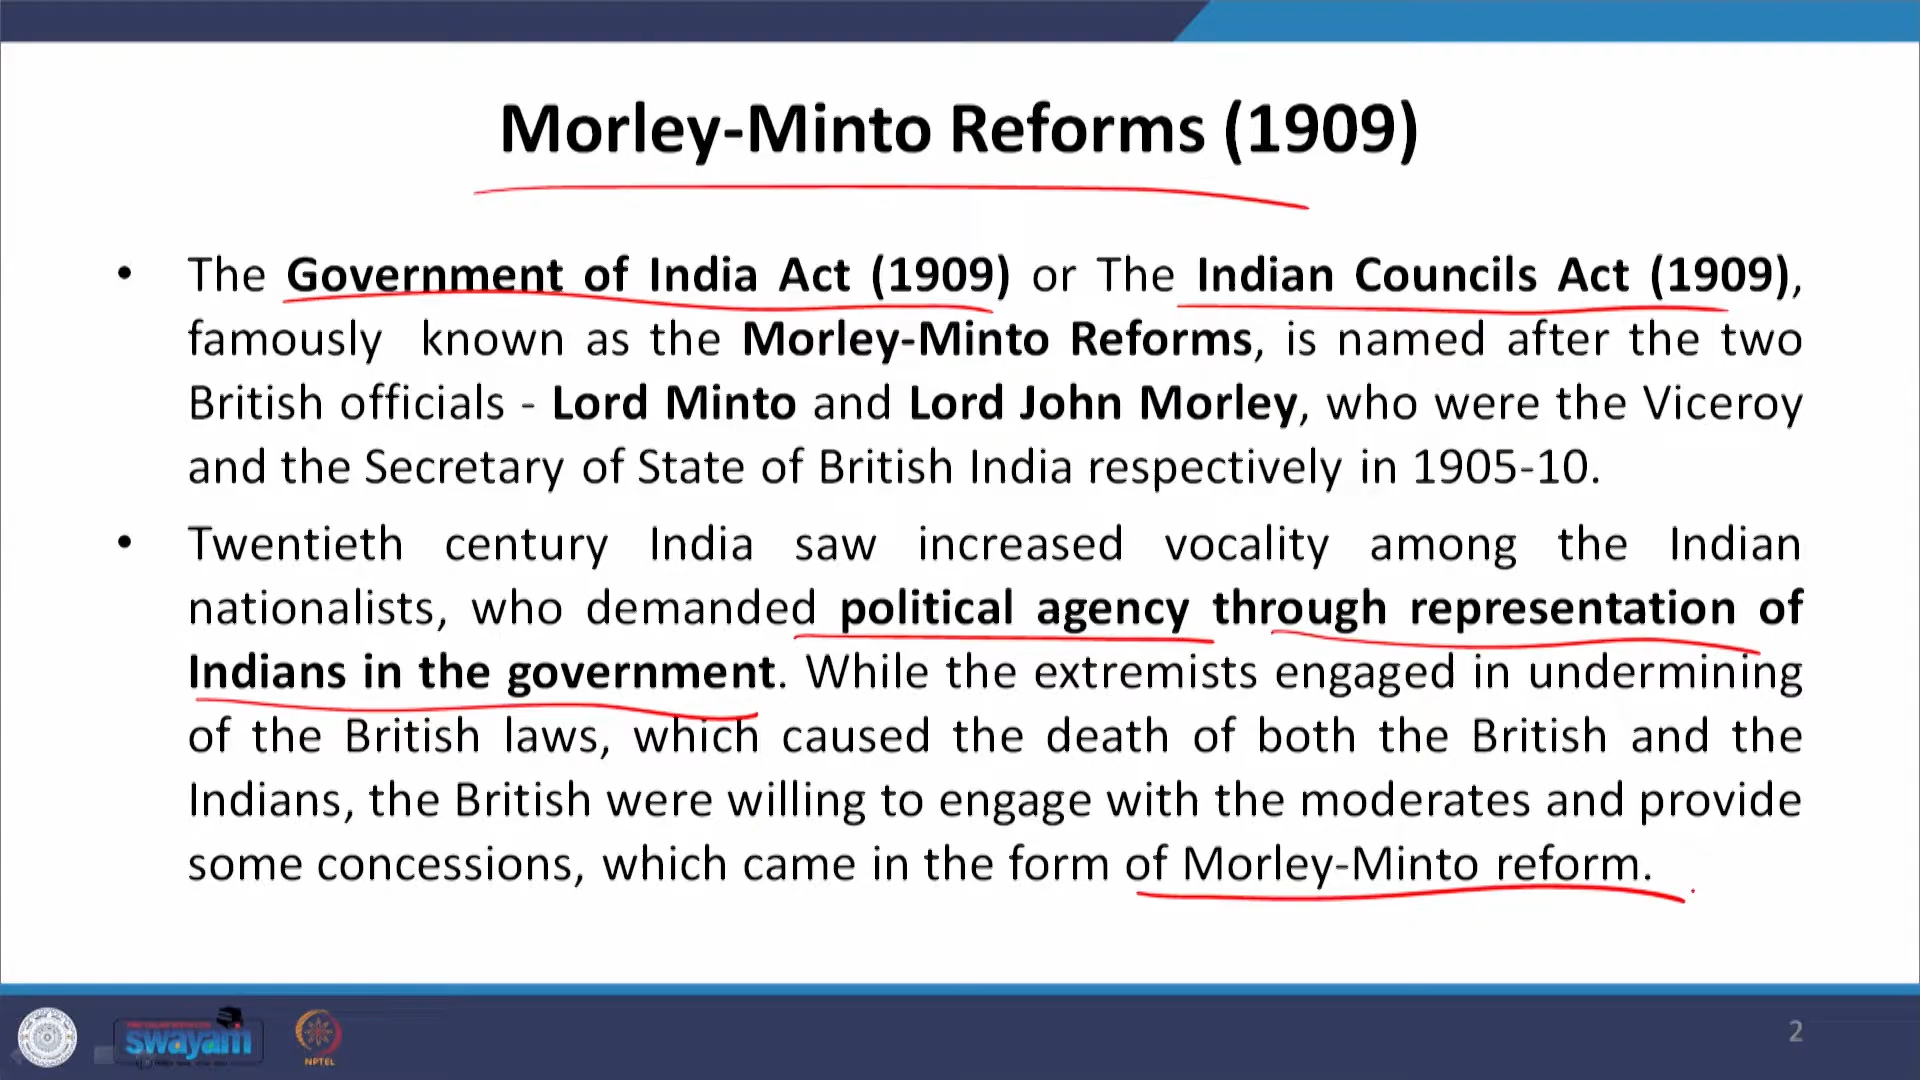 Morley-Minto Reforms (1909)
• The Government of India Act (1909) or The Indian Councils Act (1909),
famously known as the Morley-Minto Reforms, is named after the two
British officials - Lord Minto and Lord John Morley, who were the Viceroy
and the Secretary of State of British India respectively in 1905-10.
• Twentieth century India saw increased vocality among the Indian
nationalists, who demanded political agency through representation of
Indians in the government. While the extremists engaged in undermining
of the British laws, which caused the death of both the British and the
Indians, the British were willing to engage with the moderates and provide
some concessions, which came in the form of Morley-Minto reform.
swayam
NPTEL
2